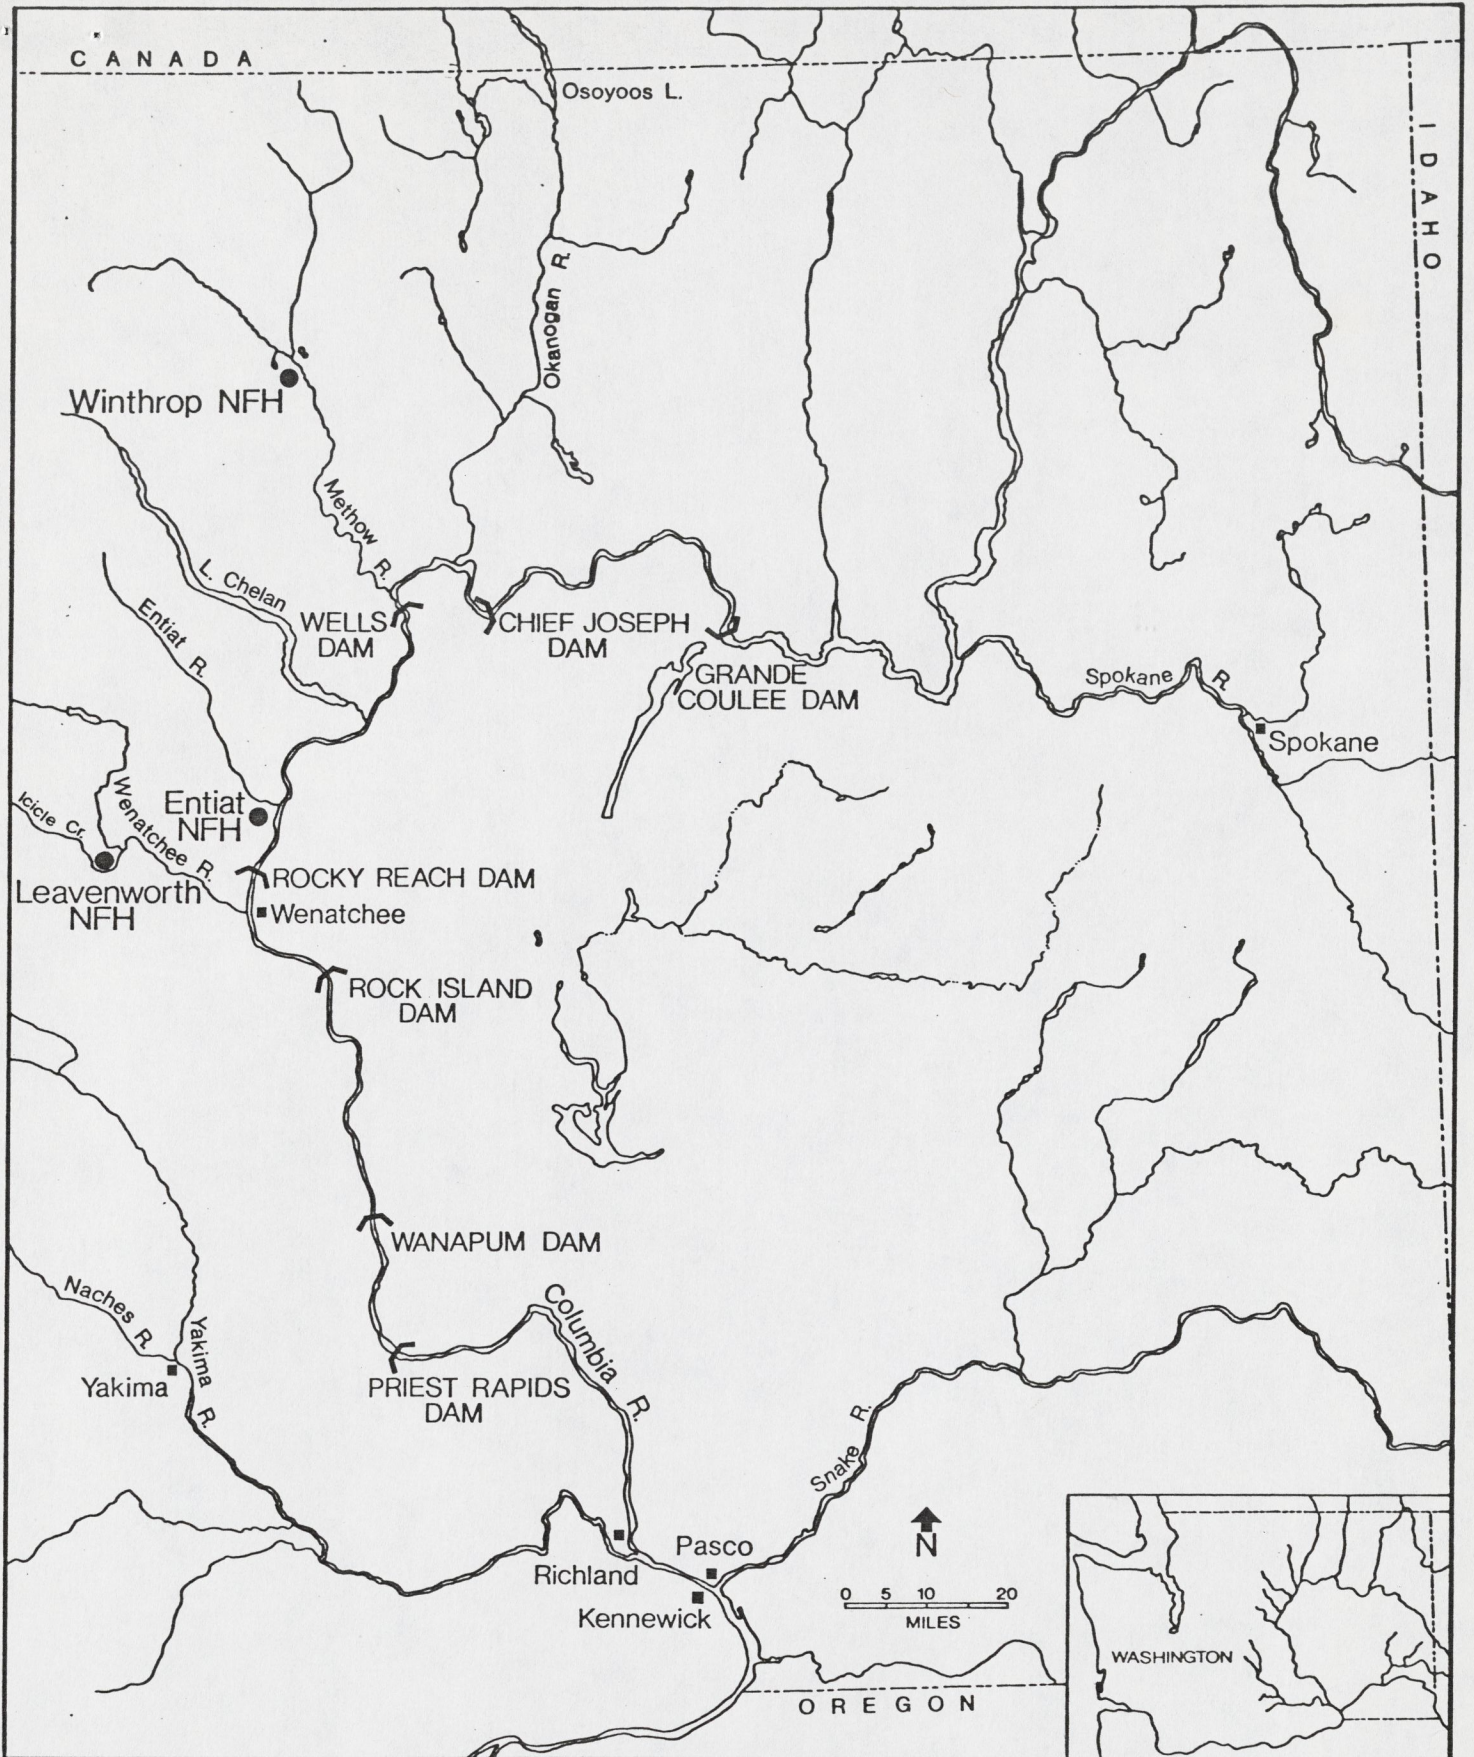 CANADA
Osoyoos L.
IDAHO
Okanogan R.
Winthrop NFH
Methow R.
L. Chelan
Entiat R.
WELLS
DAM
CHIEF JOSEPH
DAM
GRANDE
COULEE DAM
Spokane R.
Spokane
Entiat
NFH
Icicle Cr.
Wenatchee R.
Leavenworth
NFH
ROCKY REACH DAM
Wenatchee
ROCK ISLAND
DAM
WANAPUM DAM
Naches R.
Yakima R.
Yakima
Columbia R.
PRIEST RAPIDS
DAM
Snake R.
Richland
Pasco
Kennewick
N
0 5 10 20
MILES
WASHINGTON
OREGON